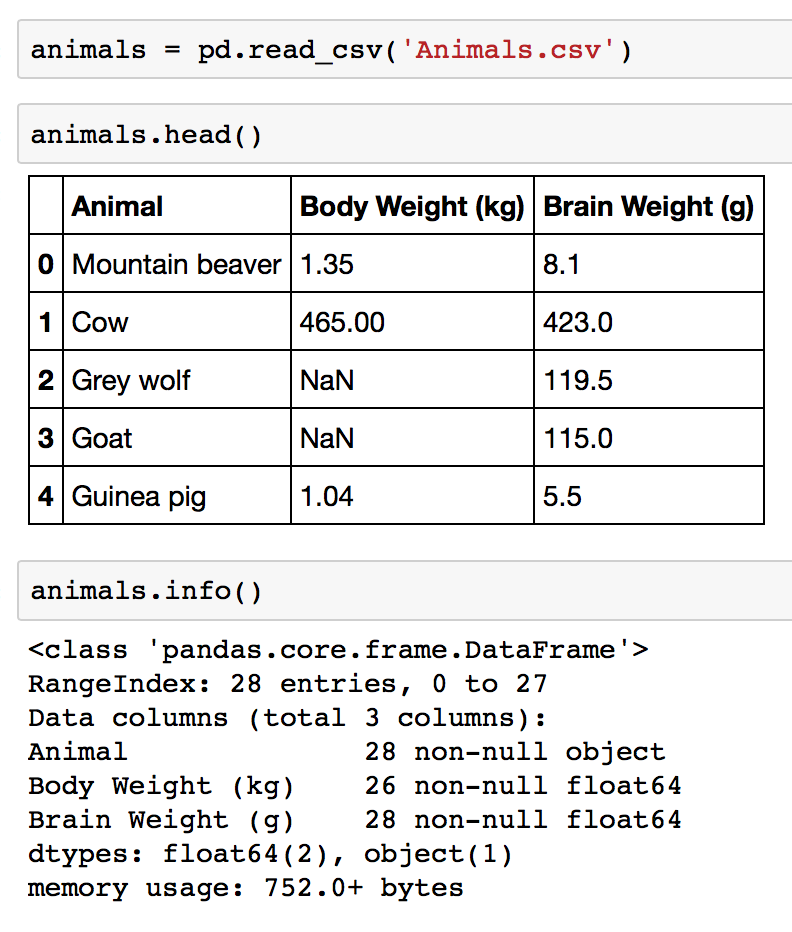 animals = pd.read_csv('Animals.csv')
animals.head()
Animal Body Weight (kg) Brain Weight (g)
0 Mountain beaver 1.35 8.1
1 Cow 465.00 423.0
2 Grey wolf NaN 119.5
3 Goat NaN 115.0
4 Guinea pig 1.04 5.5
animals.info()
<class 'pandas.core.frame.DataFrame'>
RangeIndex: 28 entries, 0 to 27
Data columns (total 3 columns):
Animal 28 non-null object
Body Weight (kg) 26 non-null float64
Brain Weight (g) 28 non-null float64
dtypes: float64(2), object(1)
memory usage: 752.0+ bytes